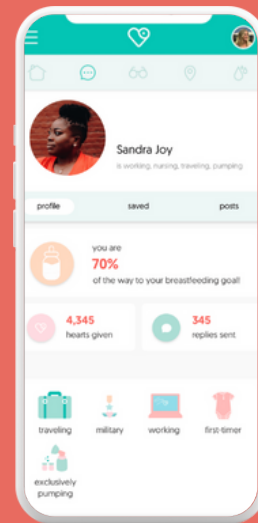 Sandra Joy
is working, nursing, traveling, pumping
profile saved posts
you are
70%
of the way to your breastfeeding goal!
4,345 345
hearts given replies sent
traveling military working first-timer
exclusively
pumping